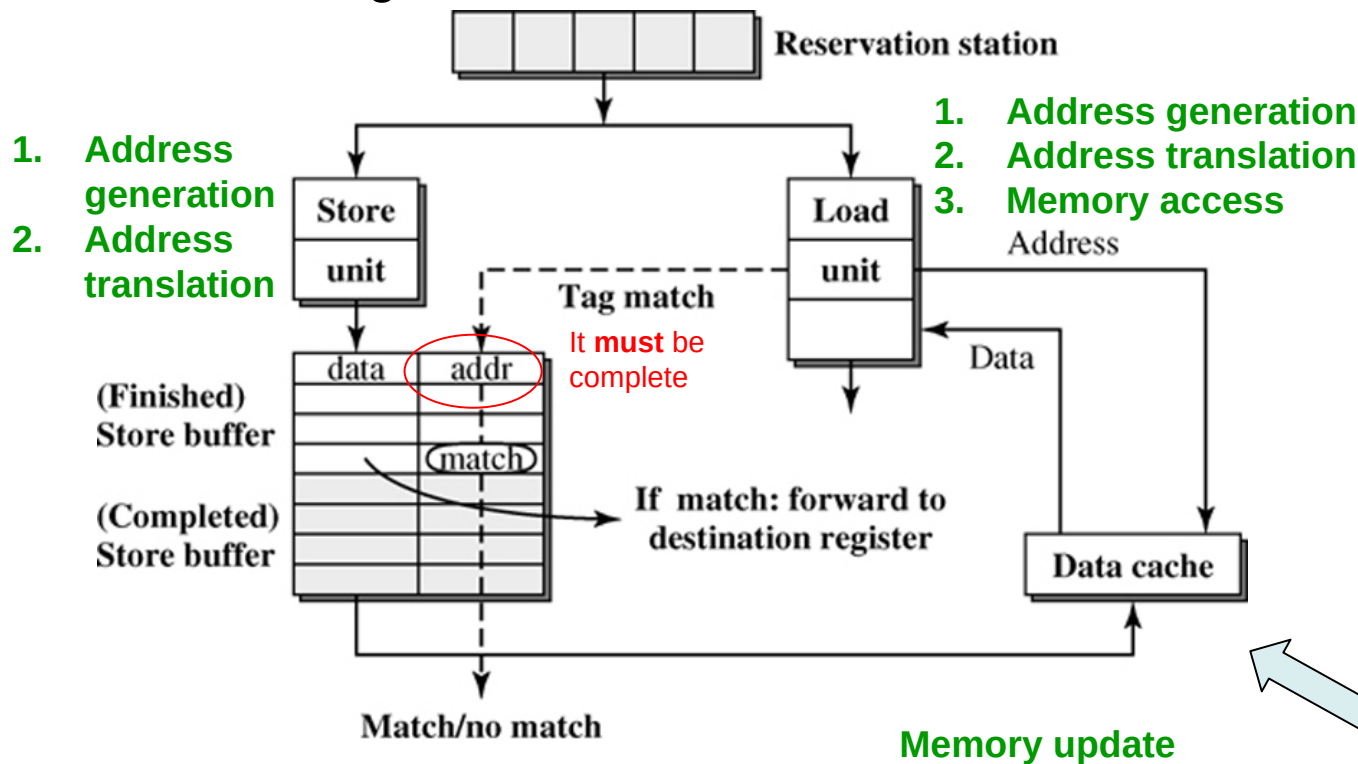 Reservation station
1. Address generation
2. Address translation
3. Memory access
1. Address
generation
2. Address
translation
Store
unit
Load
unit
Address
Tag match
It must be
complete
Data
data
addr
(Finished)
Store buffer
match
If match: forward to
destination register
(Completed)
Store buffer
Data cache
Match/no match
Memory update